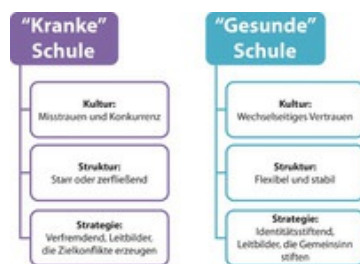 "Kranke"
Schule
Kultur:
Misstrauen und Konkurrenz
Struktur:
Starr oder zerfließend
Strategie:
Verfremdend, Leitbilder,
die Zielkonflikte erzeugen
"Gesunde"
Schule
Kultur:
Wechselseitiges Vertrauen
Struktur:
Flexibel und stabil
Strategie:
Identitätsstiftend,
Leitbilder, die Gemeinsinn
stiften